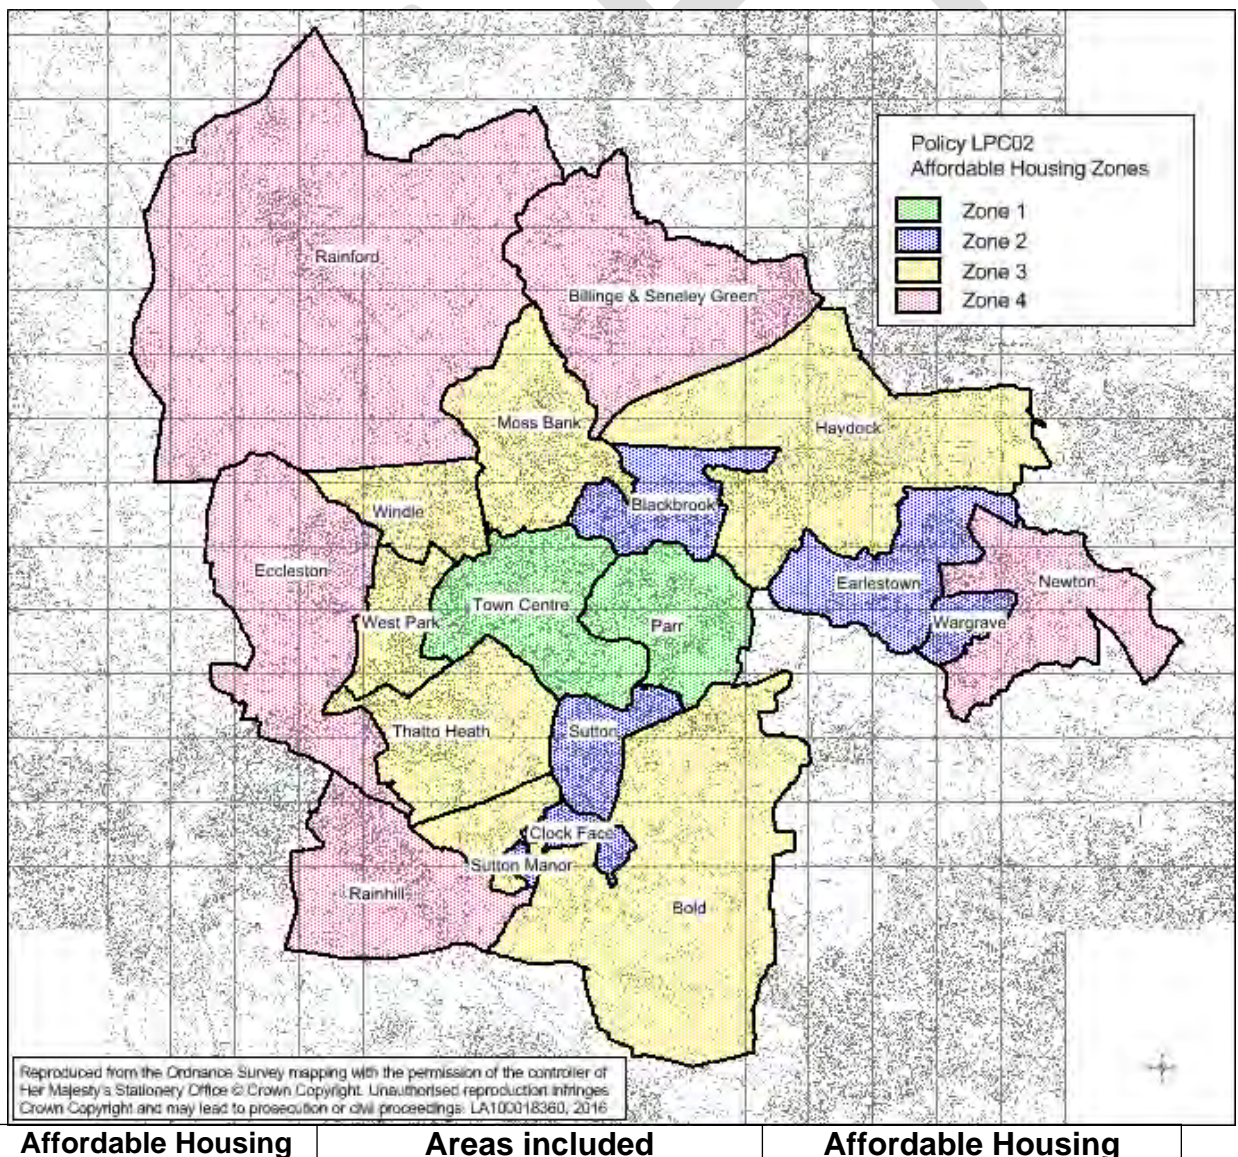 Policy LPC02
Affordable Housing Zones
Zone 1
Zone 2
Zone 3
Zone 4
Rainford
Billinge & Seneley Green
Moss Bank
Haydock
Windle
Blackbrook
Eccleston
Town Centre
Earlestown
Newton
West Park
Parr
Wargrave
Thatto Heath
Sutton
Clock Face
Sutton Manor
Rainhill
Bold
Reproduced from the Ordnance Survey mapping with the permission of the controller of
Her Majesty's Stationery Office © Crown Copyright. Unauthorised reproduction infringes
Crown Copyright and may lead to prosecution or civil proceedings. LA100018360, 2016
Affordable Housing
Areas included
Affordable Housing